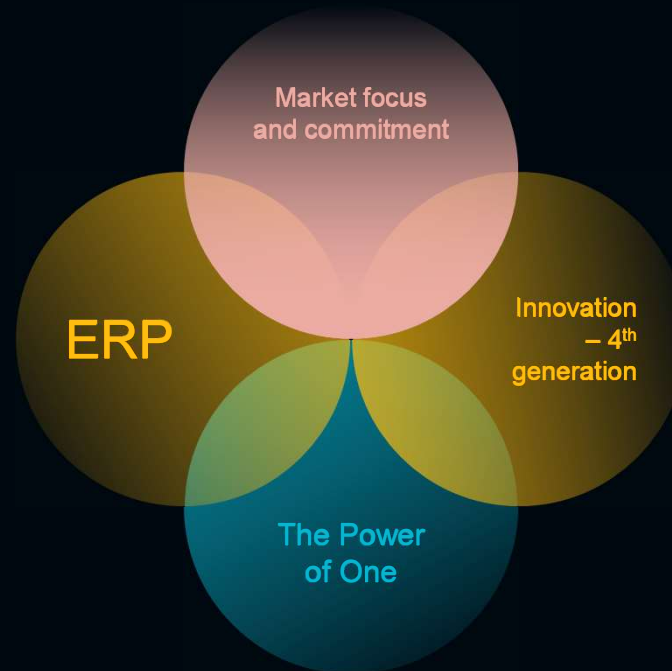 Market focus
and commitment
ERP
Innovation
– 4th
generation
The Power
of One